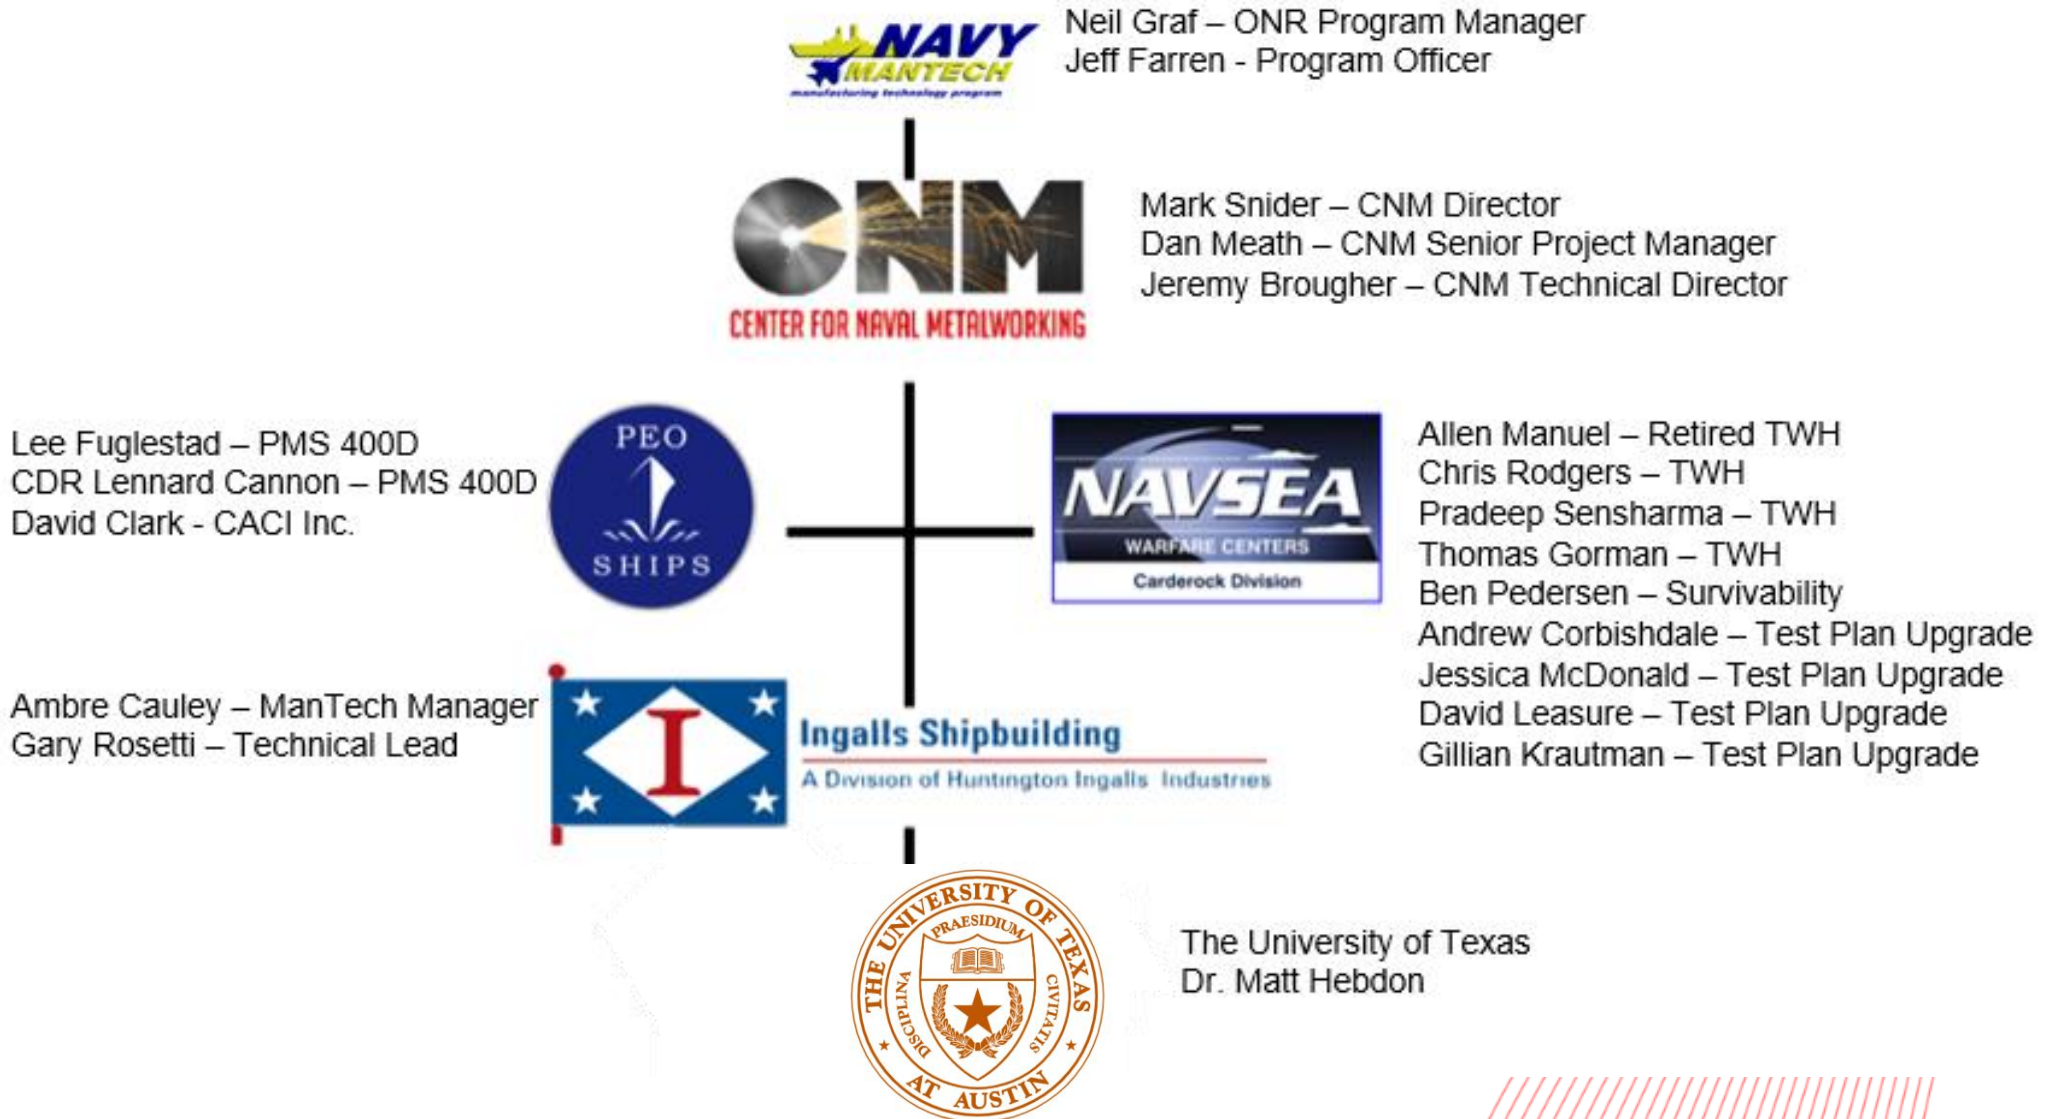 NAVY
MANTECH
manufacturing technology program
Neil Graf – ONR Program Manager
Jeff Farren - Program Officer
CNM
CENTER FOR NAVAL METALWORKING
Mark Snider – CNM Director
Dan Meath – CNM Senior Project Manager
Jeremy Brougher – CNM Technical Director
Lee Fuglestad – PMS 400D
CDR Lennard Cannon – PMS 400D
David Clark - CACI Inc.
PEO
SHIPS
NAVSEA
WARFARE CENTERS
Carderock Division
Allen Manuel – Retired TWH
Chris Rodgers – TWH
Pradeep Sensharma – TWH
Thomas Gorman – TWH
Ben Pedersen – Survivability
Andrew Corbishdale – Test Plan Upgrade
Jessica McDonald – Test Plan Upgrade
David Leasure – Test Plan Upgrade
Gillian Krautman – Test Plan Upgrade
Ambre Cauley – ManTech Manager
Gary Rosetti – Technical Lead
I
Ingalls Shipbuilding
A Division of Huntington Ingalls Industries
THE UNIVERSITY OF TEXAS
AT AUSTIN
PRAESIDIUM
DISCIPLINA
CIVITATIS
The University of Texas
Dr. Matt Hebdon